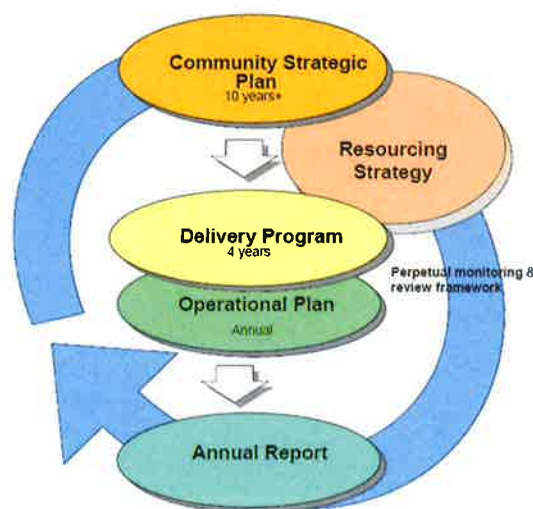 Community Strategic
Plan
10 years+
Resourcing
Strategy
Delivery Program
4 years
Perpetual monitoring &
review framework
Operational Plan
Annual
Annual Report